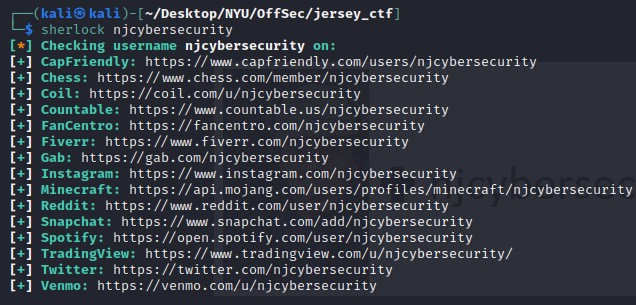 ┌──(kali㉿kali)-[~/Desktop/NYU/OffSec/jersey_ctf]
└─$ sherlock njcybersecurity
[*] Checking username njcybersecurity on:
[+] CapFriendly: https://www.capfriendly.com/users/njcybersecurity
[+] Chess: https://www.chess.com/member/njcybersecurity
[+] Coil: https://coil.com/u/njcybersecurity
[+] Countable: https://www.countable.us/njcybersecurity
[+] FanCentro: https://fancentro.com/njcybersecurity
[+] Fiverr: https://www.fiverr.com/njcybersecurity
[+] Gab: https://gab.com/njcybersecurity
[+] Instagram: https://www.instagram.com/njcybersecurity
[+] Minecraft: https://api.mojang.com/users/profiles/minecraft/njcybersecurity
[+] Reddit: https://www.reddit.com/user/njcybersecurity
[+] Snapchat: https://www.snapchat.com/add/njcybersecurity
[+] Spotify: https://open.spotify.com/user/njcybersecurity
[+] TradingView: https://www.tradingview.com/u/njcybersecurity/
[+] Twitter: https://twitter.com/njcybersecurity
[+] Venmo: https://venmo.com/u/njcybersecurity